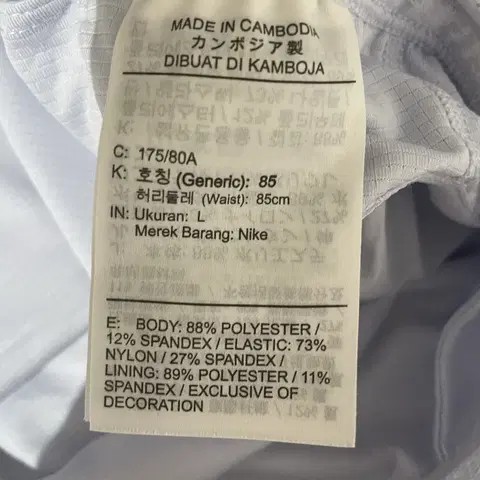 MADE IN CAMBODIA
カンボジア製
DIBUAT DI KAMBOJA
C: 175/80A
K: 호칭 (Generic): 85
허리둘레 (Waist): 85cm
IN: Ukuran: L
Merek Barang: Nike
E: BODY: 88% POLYESTER /
12% SPANDEX / ELASTIC: 73%
NYLON / 27% SPANDEX /
LINING: 89% POLYESTER / 11%
SPANDEX / EXCLUSIVE OF
DECORATION